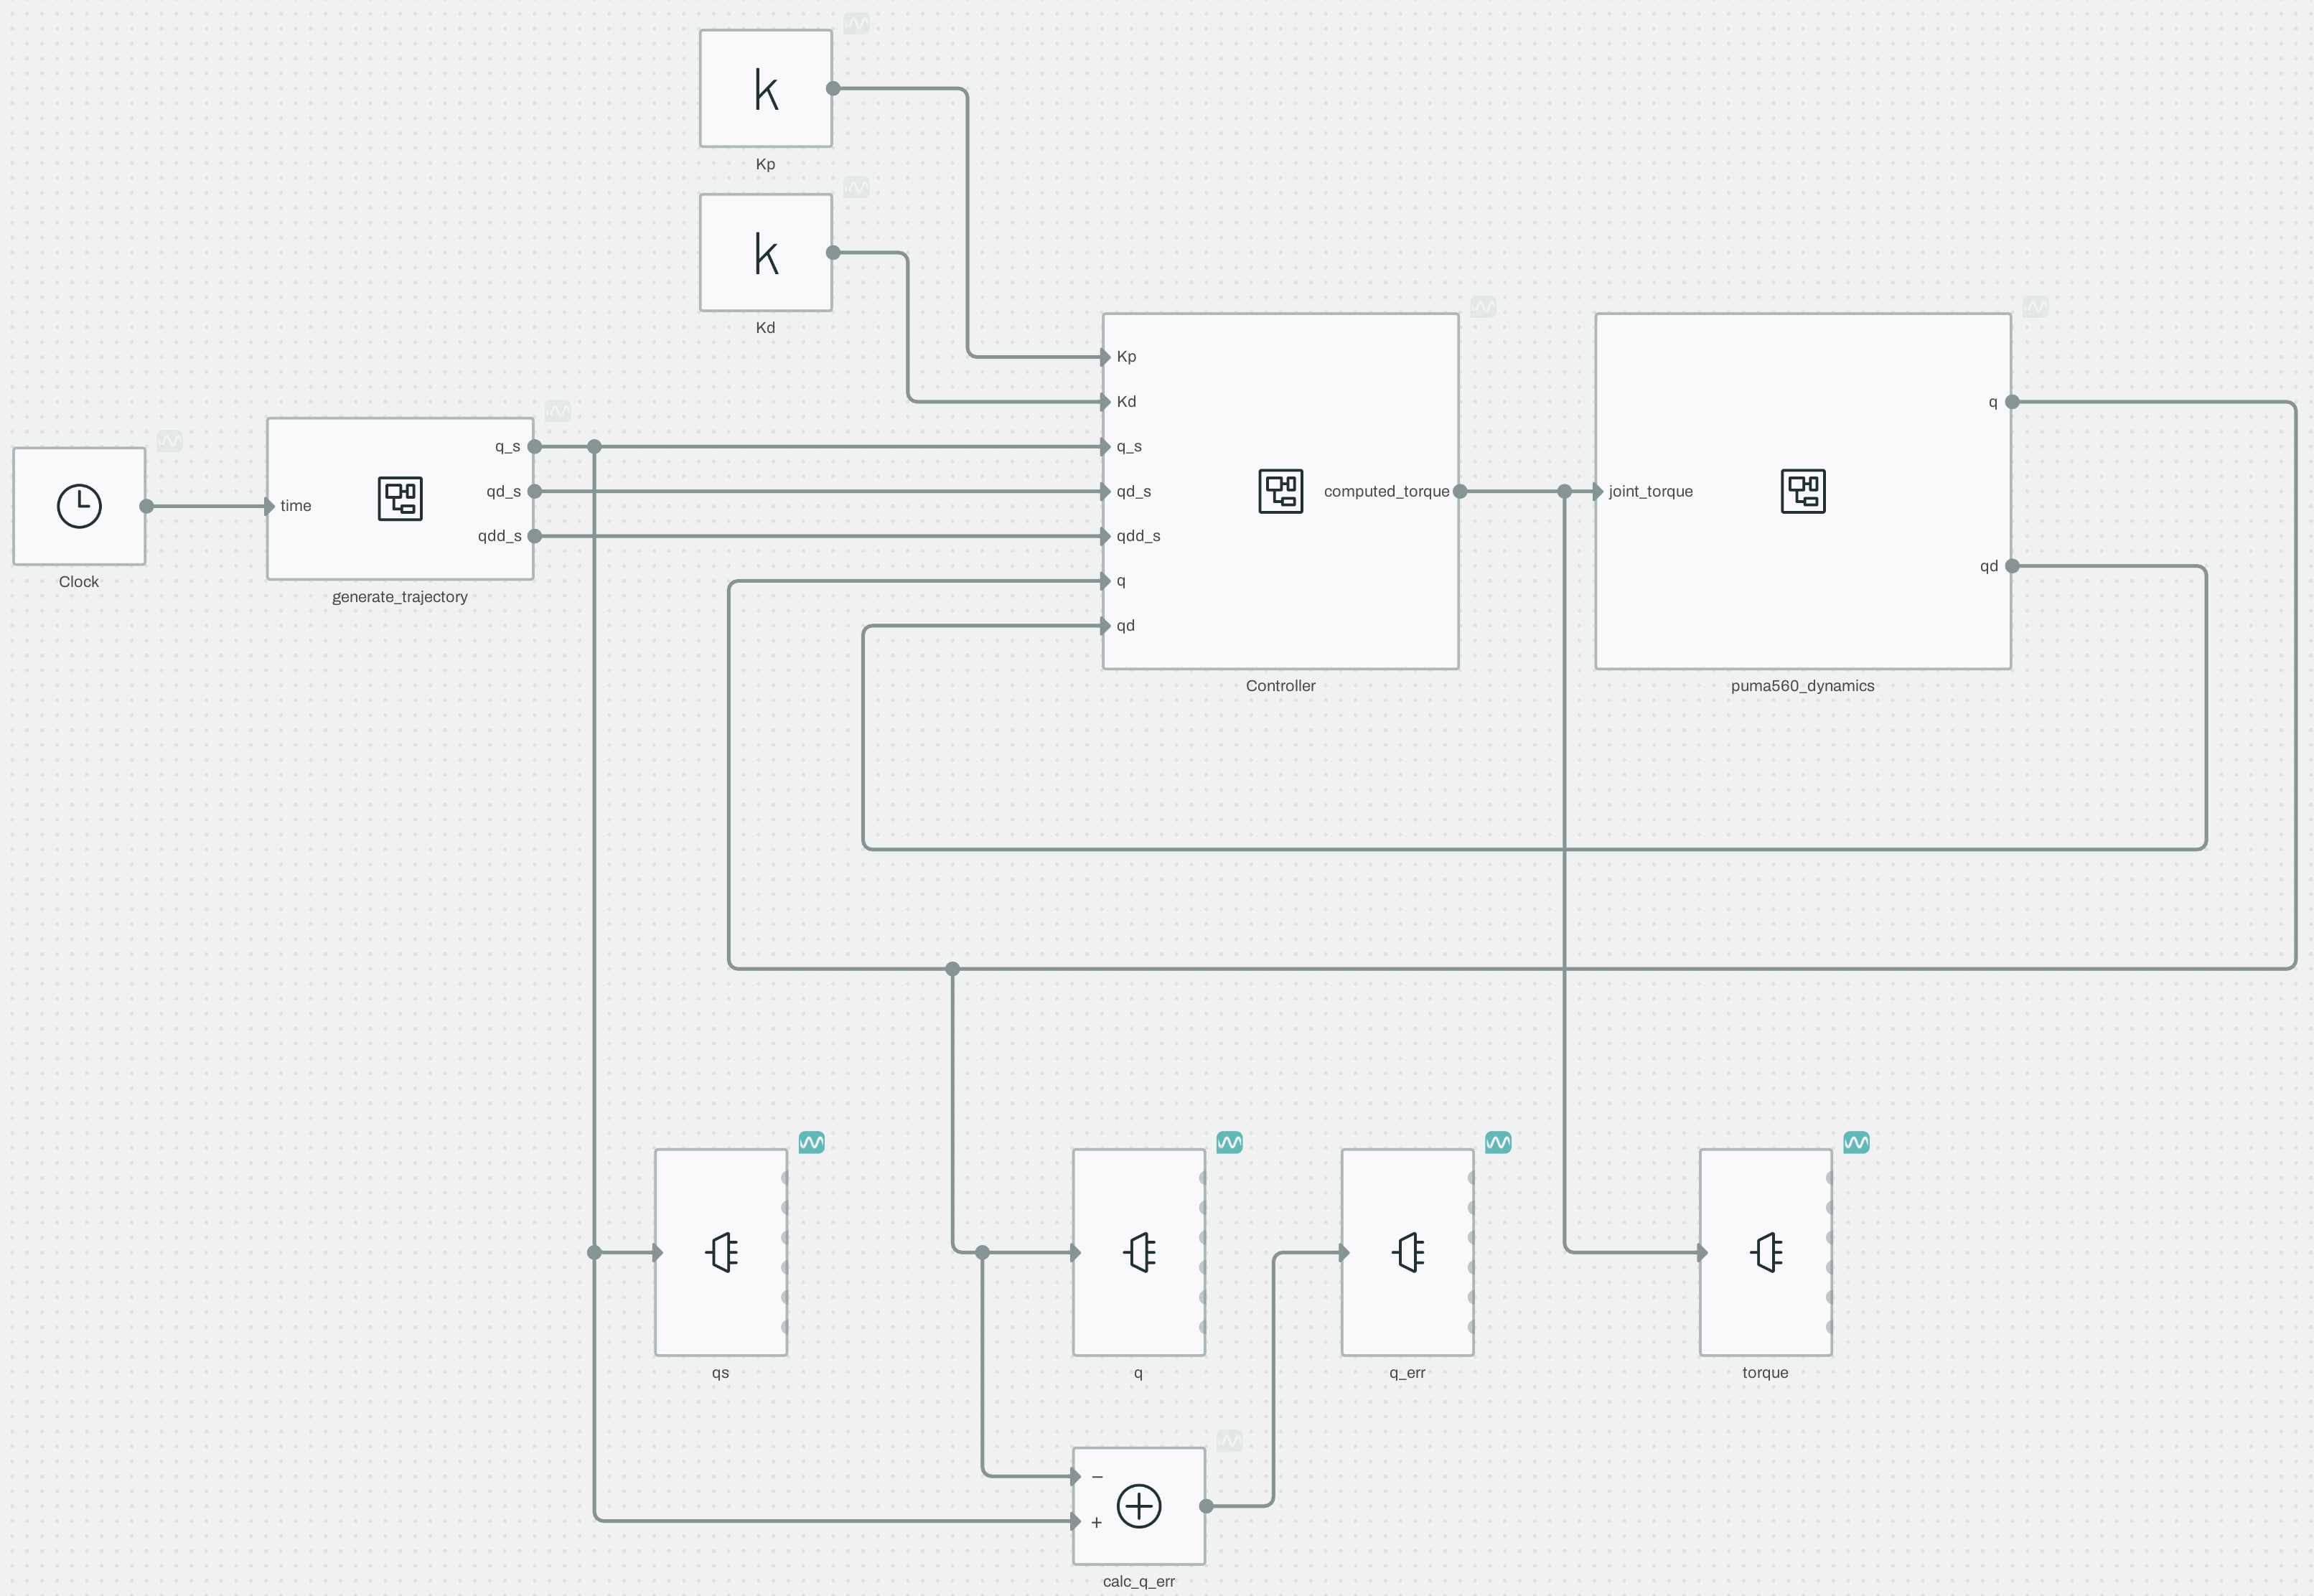 k
Kp
k
Kd
Clock
time
q_s
qd_s
qdd_s
generate_trajectory
Kp
Kd
q_s
qd_s
qdd_s
q
qd
computed_torque
Controller
joint_torque
q
qd
puma560_dynamics
qs
q
q_err
torque
−
+
calc_q_err